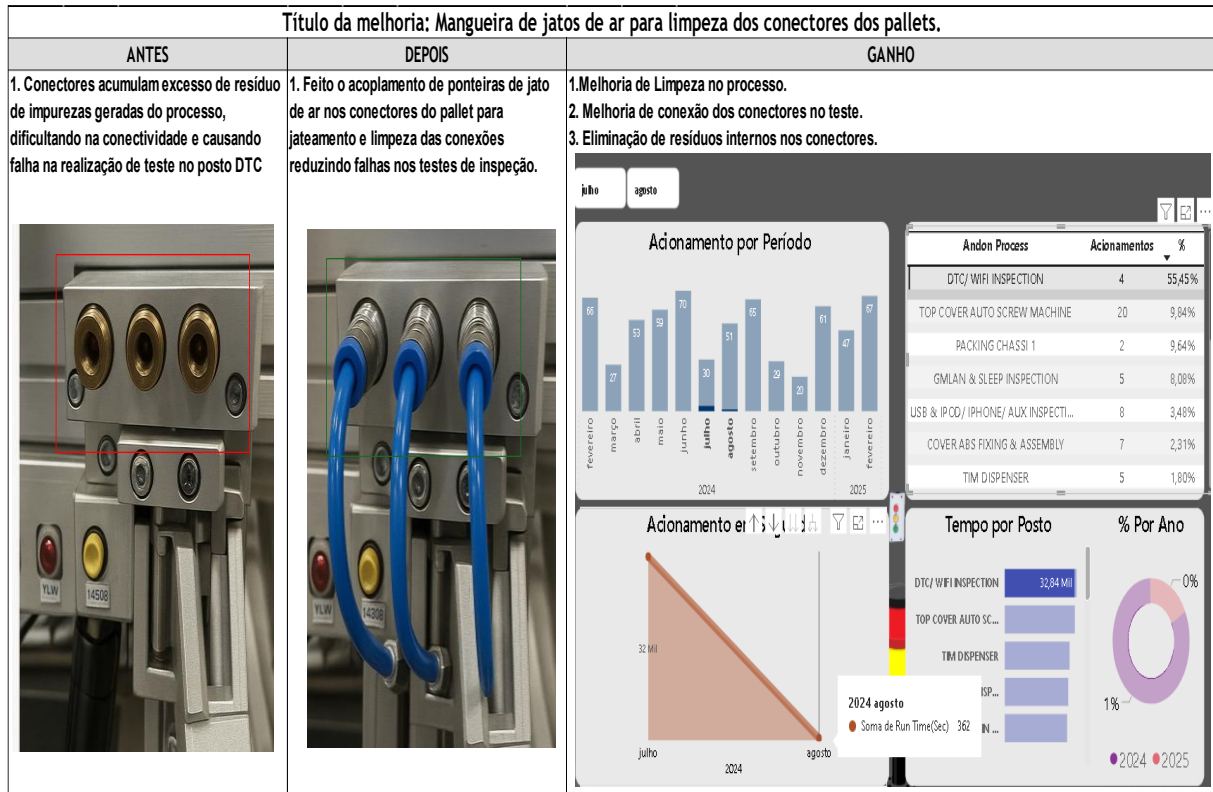 Título da melhoria: Mangueira de jatos de ar para limpeza dos conectores dos pallets.
ANTES
DEPOIS
GANHO
1. Conectores acumulam excesso de resíduo
de impurezas geradas do processo,
dificultando na conectividade e causando
falha na realização de teste no posto DTC
1. Feito o acoplamento de ponteiras de jato
de ar nos conectores do pallet para
jateamento e limpeza das conexões
reduzindo falhas nos testes de inspeção.
1.Melhoria de Limpeza no processo.
2. Melhoria de conexão dos conectores no teste.
3. Eliminação de resíduos internos nos conectores.
YLW
14508
YLW
14308
julho
agosto
Acionamento por Período
66
27
53
59
70
30
51
65
29
20
61
47
67
fevereiro
março
abril
maio
junho
julho
agosto
setembro
outubro
novembro
dezembro
janeiro
fevereiro
2024
2025
Andon Process Acionamentos %
DTC/ WIFI INSPECTION 4 55,45%
TOP COVER AUTO SCREW MACHINE 20 9,84%
PACKING CHASSI 1 2 9,64%
GMLAN & SLEEP INSPECTION 5 8,08%
USB & IPOD/ IPHONE/ AUX INSPECTI... 8 3,48%
COVER ABS FIXING & ASSEMBLY 7 2,31%
TIM DISPENSER 5 1,80%
Acionamento
32 Mil
julho
agosto
2024
2024 agosto
Soma de Run Time(Sec) 362
Tempo por Posto
DTC/ WIFI INSPECTION 32,84 Mil
TOP COVER AUTO SC...
TIM DISPENSER
ISP...
IN ...
% Por Ano
0%
1%
2024 2025